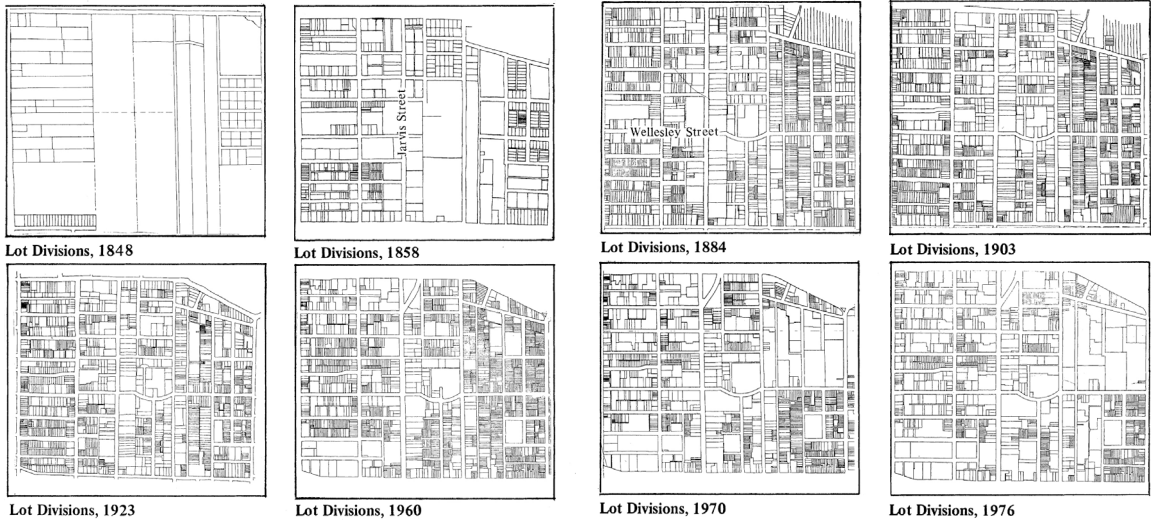 Jarvis Street
Wellesley Street
Lot Divisions, 1848
Lot Divisions, 1858
Lot Divisions, 1884
Lot Divisions, 1903
Lot Divisions, 1923
Lot Divisions, 1960
Lot Divisions, 1970
Lot Divisions, 1976